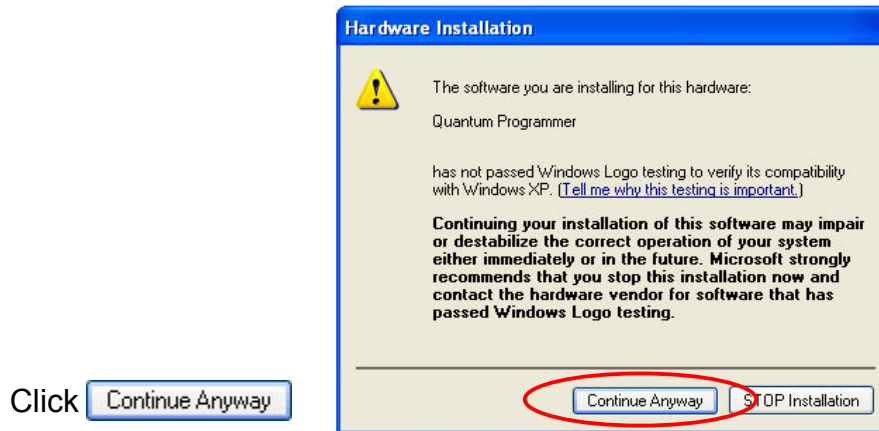 Hardware Installation
The software you are installing for this hardware:
Quantum Programmer
has not passed Windows Logo testing to verify its compatibility
with Windows XP. (Tell me why this testing is important.)
Continuing your installation of this software may impair
or destabilize the correct operation of your system
either immediately or in the future. Microsoft strongly
recommends that you stop this installation now and
contact the hardware vendor for software that has
passed Windows Logo testing.
Continue Anyway STOP Installation
Click Continue Anyway